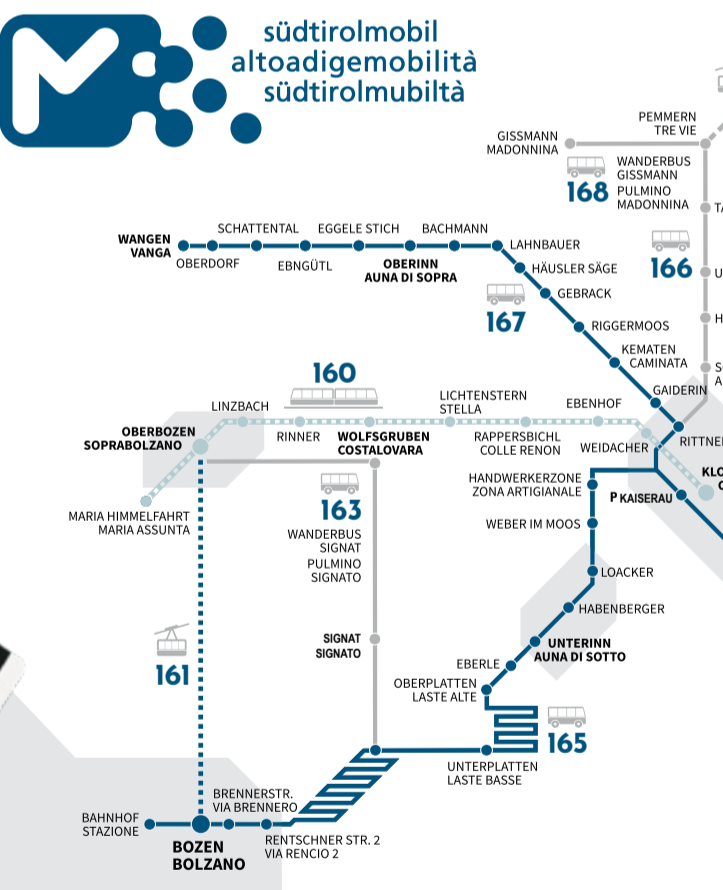 südtirolmobil
altoadigemobilità
südtirolmubiltà
PEMMERN
TRE VIE
GISSMANN
MADONNINA
168
WANDERBUS
GISSMANN
PULMINO
MADONNINA
166
WANGEN
VANGA
OBERDORF
SCHATTENTAL
EBNGÜTL
EGGELE STICH
OBERINN
AUNA DI SOPRA
BACHMANN
LAHNBAUER
HÄUSLER SÄGE
GEBRACK
167
RIGGERMOOS
KEMATEN
CAMINATA
GAIDERIN
160
LINZBACH
OBERBOZEN
SOPRABOLZANO
RINNER
WOLFSGRUBEN
COSTALOVARA
LICHTENSTERN
STELLA
RAPPERSBICHL
COLLE RENON
EBENHOF
WEIDACHER
MARIA HIMMELFAHRT
MARIA ASSUNTA
163
WANDERBUS
SIGNAT
PULMINO
SIGNATO
HANDWERKERZONE
ZONA ARTIGIANALE
P KAISERAU
WEBER IM MOOS
LOACKER
HABENBERGER
SIGNAT
SIGNATO
UNTERINN
AUNA DI SOTTO
161
EBERLE
OBERPLATTEN
LASTE ALTE
165
UNTERPLATTEN
LASTE BASSE
BRENNERSTR.
VIA BRENNERO
BAHNHOF
STAZIONE
BOZEN
BOLZANO
RENTSCHNER STR. 2
VIA RENCIO 2